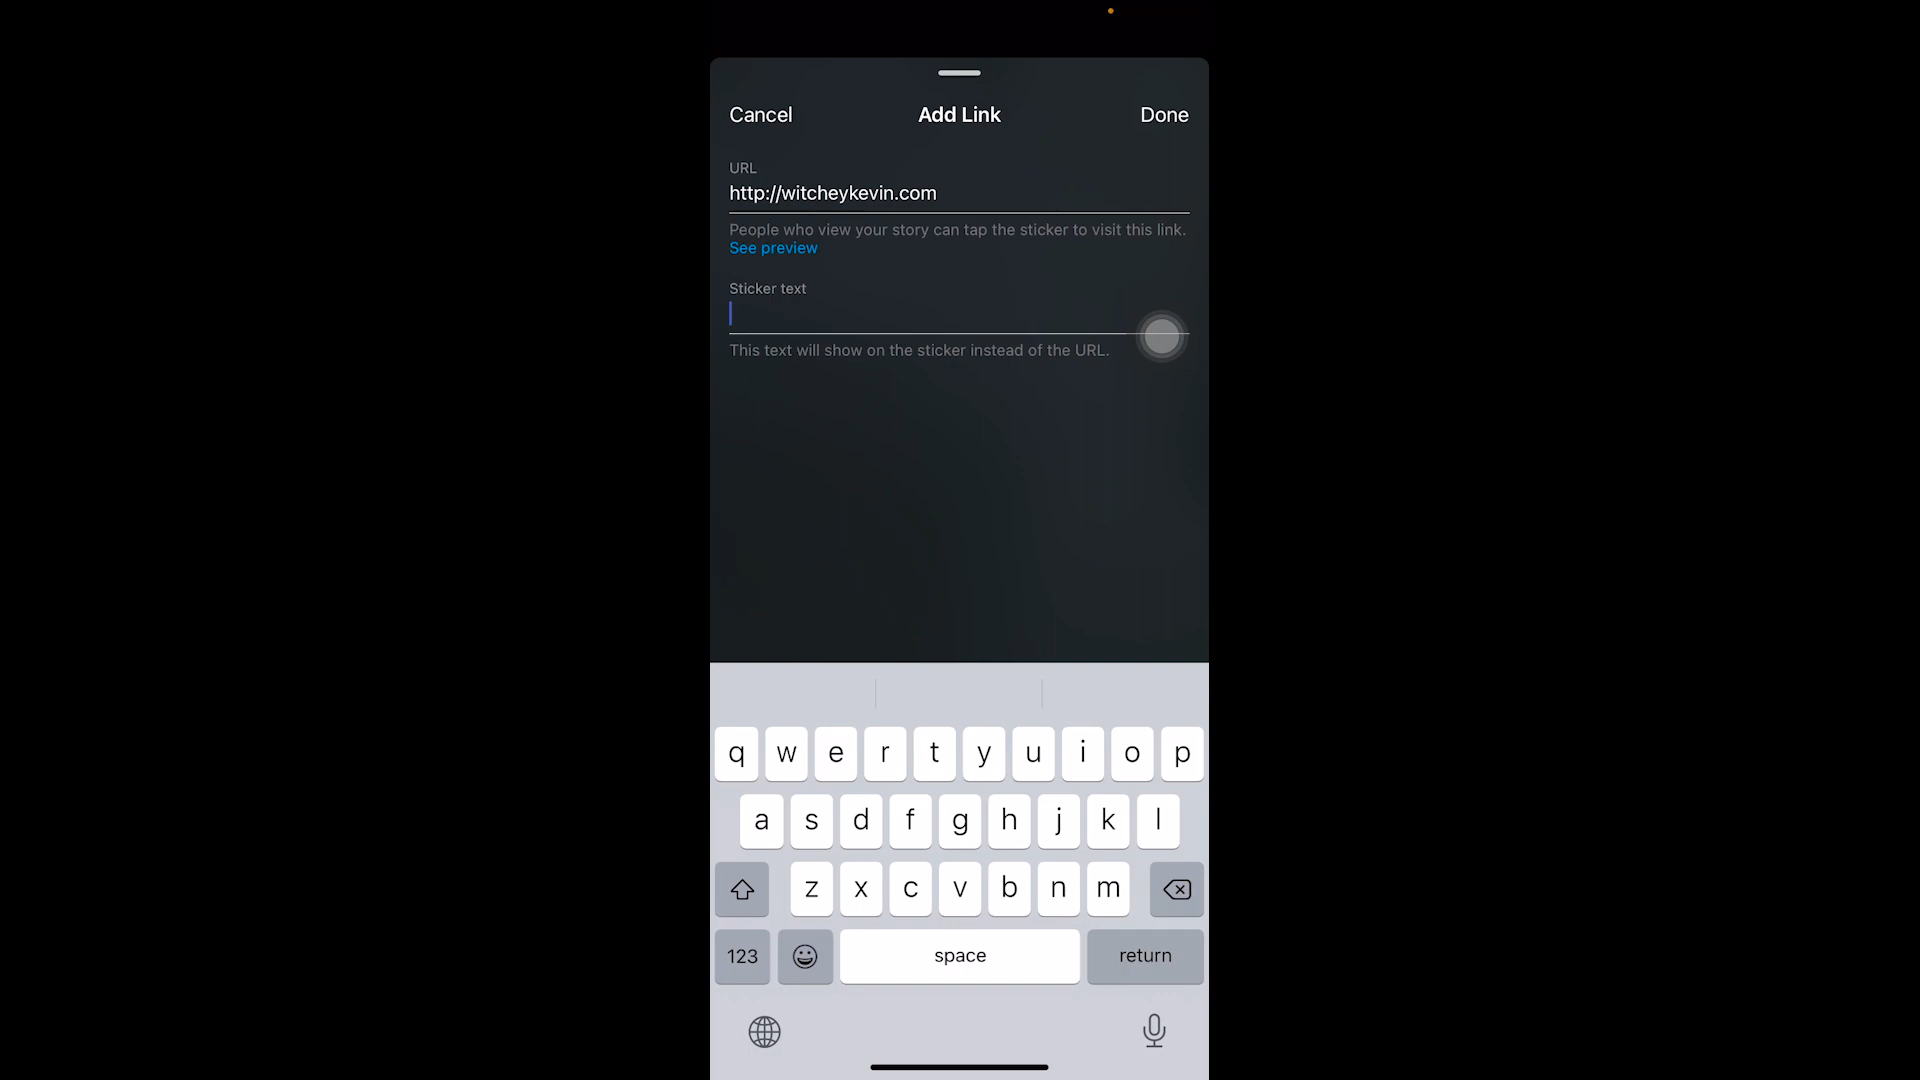 Cancel Add Link Done
URL
http://witcheykevin.com
People who view your story can tap the sticker to visit this link.
See preview
Sticker text
This text will show on the sticker instead of the URL.
q w e r t y u i o p
a s d f g h j k l
z x c v b n m
123 space return